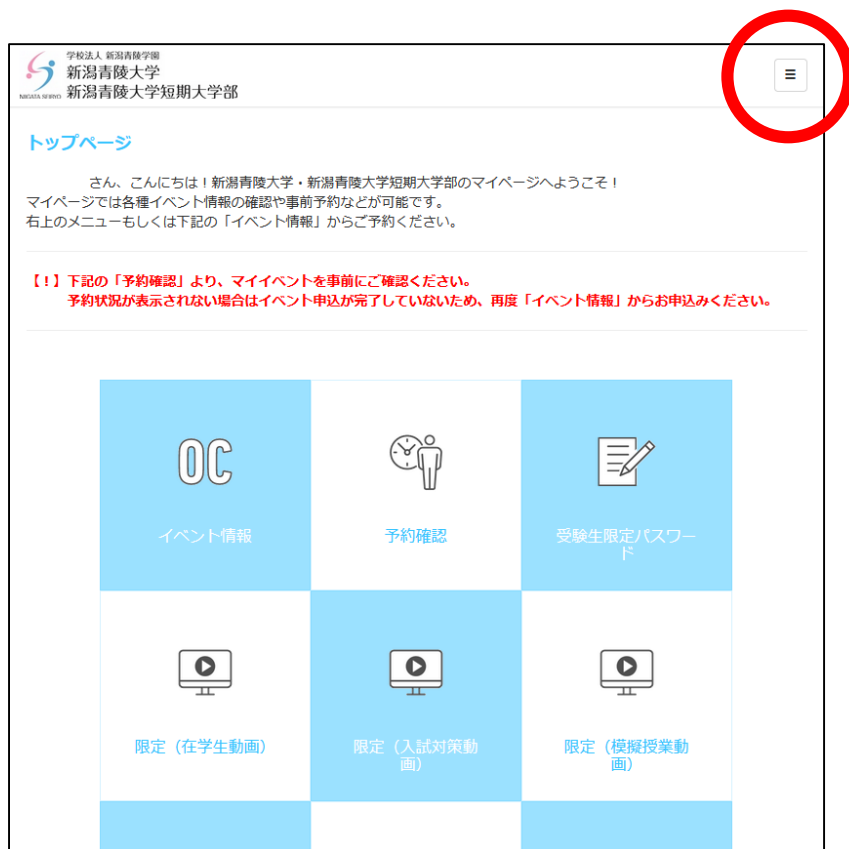 学校法人 新潟青陵学園
新潟青陵大学
NIIGATA SEIRYO 新潟青陵大学短期大学部
≡
トップページ
さん、こんにちは！新潟青陵大学・新潟青陵大学短期大学部のマイページへようこそ！
マイページでは各種イベント情報の確認や事前予約などが可能です。
右上のメニューもしくは下記の「イベント情報」からご予約ください。
【！】下記の「予約確認」より、マイイベントを事前にご確認ください。
予約状況が表示されない場合はイベント申込が完了していないため、再度「イベント情報」からお申込みください。
OC
イベント情報
予約確認
受験生限定パスワー
ド
限定（在学生動画）
限定（入試対策動
画）
限定（模擬授業動
画）